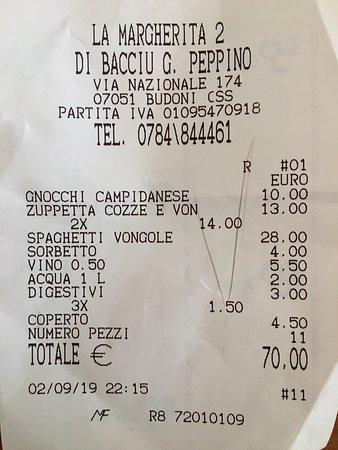 LA MARGHERITA 2
DI BACCIU G. PEPPINO
VIA NAZIONALE 174
07051 BUDONI (SS
PARTITA IVA 01095470918
TEL. 0784\844461
R #01
EURO
GNOCCHI CAMPIDANESE 10.00
ZUPPETTA COZZE E VON 13.00
2X 14.00
SPAGHETTI VONGOLE 28.00
SORBETTO 4.00
VINO 0.50 5.50
ACQUA 1 L 2.00
DIGESTIVI 3.00
3X 1.50
COPERTO 4.50
NUMERO PEZZI 11
TOTALE € 70.00
02/09/19 22:15 #11
MF R8 72010109